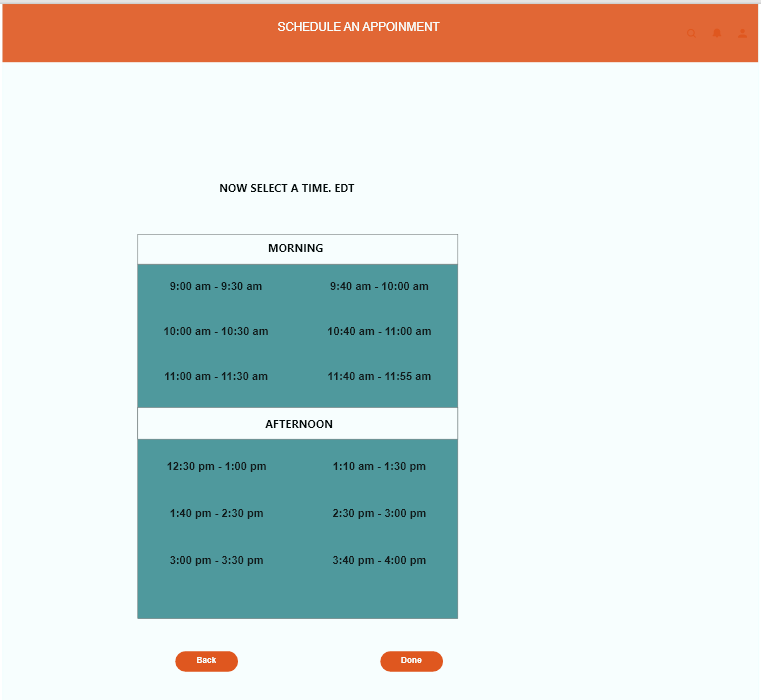 SCHEDULE AN APPOINMENT
NOW SELECT A TIME. EDT
MORNING
9:00 am - 9:30 am 9:40 am - 10:00 am
10:00 am - 10:30 am 10:40 am - 11:00 am
11:00 am - 11:30 am 11:40 am - 11:55 am
AFTERNOON
12:30 pm - 1:00 pm 1:10 am - 1:30 pm
1:40 pm - 2:30 pm 2:30 pm - 3:00 pm
3:00 pm - 3:30 pm 3:40 pm - 4:00 pm
Back Done